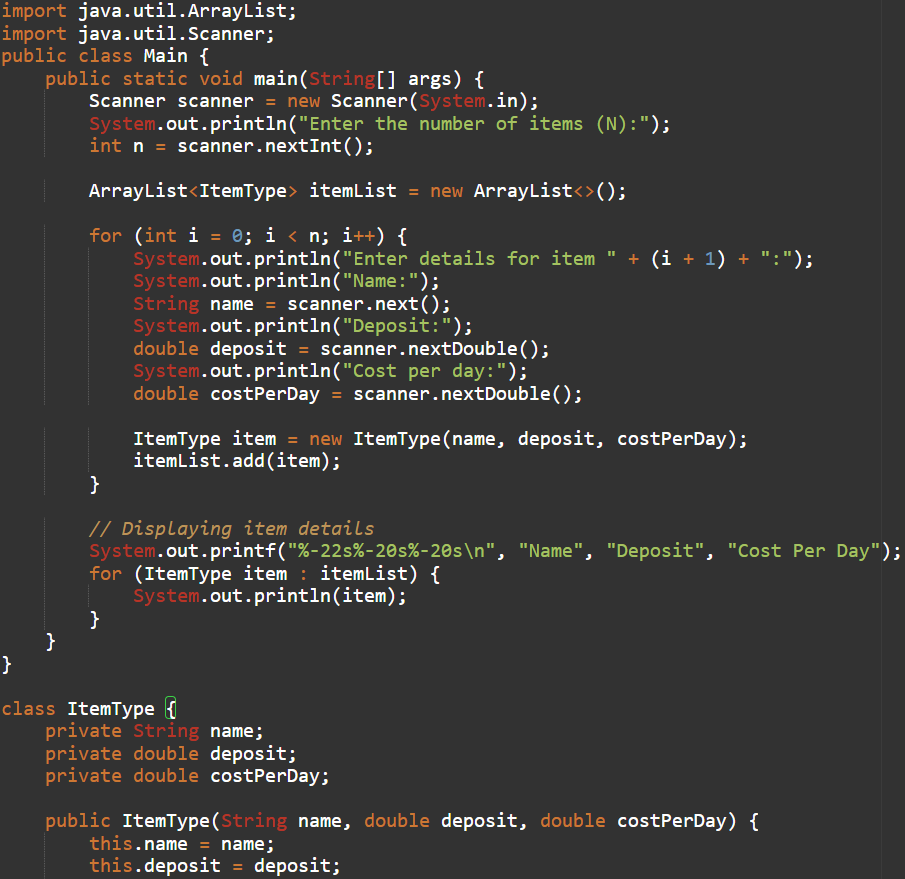 import java.util.ArrayList;
import java.util.Scanner;
public class Main {
    public static void main(String[] args) {
        Scanner scanner = new Scanner(System.in);
        System.out.println("Enter the number of items (N):");
        int n = scanner.nextInt();

        ArrayList<ItemType> itemList = new ArrayList<>();

        for (int i = 0; i < n; i++) {
            System.out.println("Enter details for item " + (i + 1) + ":");
            System.out.println("Name:");
            String name = scanner.next();
            System.out.println("Deposit:");
            double deposit = scanner.nextDouble();
            System.out.println("Cost per day:");
            double costPerDay = scanner.nextDouble();

            ItemType item = new ItemType(name, deposit, costPerDay);
            itemList.add(item);
        }

        // Displaying item details
        System.out.printf("%-22s%-20s%-20s\n", "Name", "Deposit", "Cost Per Day");
        for (ItemType item : itemList) {
            System.out.println(item);
        }
    }
}

class ItemType {
    private String name;
    private double deposit;
    private double costPerDay;

    public ItemType(String name, double deposit, double costPerDay) {
        this.name = name;
        this.deposit = deposit;